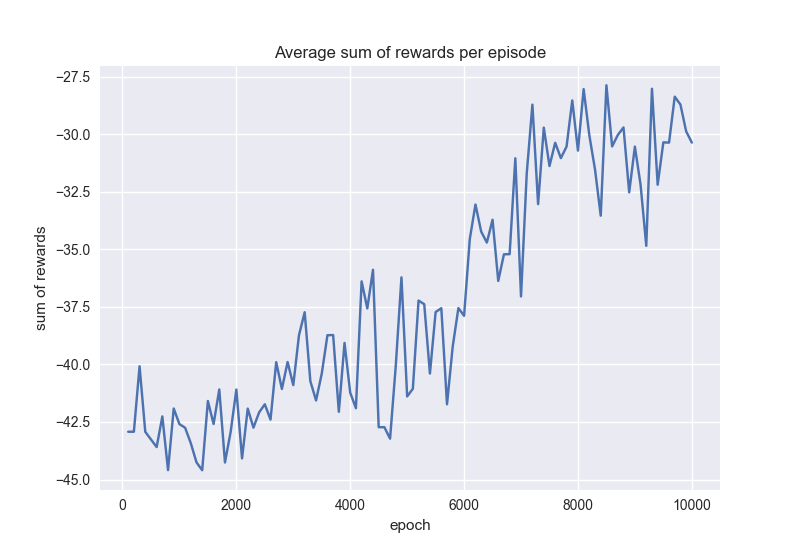 Average sum of rewards per episode
−27.5
−30.0
−32.5
−35.0
−37.5
−40.0
−42.5
−45.0
sum of rewards
0 2000 4000 6000 8000 10000
epoch